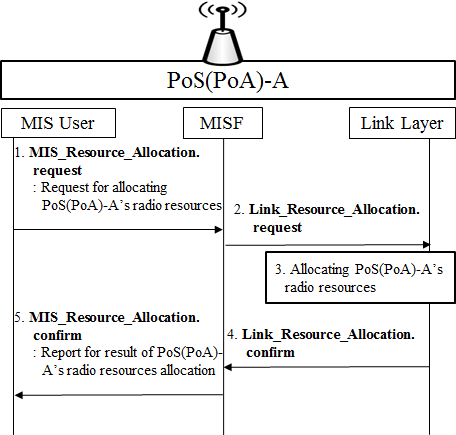 PoS(PoA)-A
MIS User
MISF
Link Layer
1. MIS_Resource_Allocation.
request
: Request for allocating
PoS(PoA)-A’s radio resources
2. Link_Resource_Allocation.
request
3. Allocating PoS(PoA)-A’s
radio resources
4. Link_Resource_Allocation.
confirm
5. MIS_Resource_Allocation.
confirm
: Report for result of PoS(PoA)-
A’s radio resources allocation